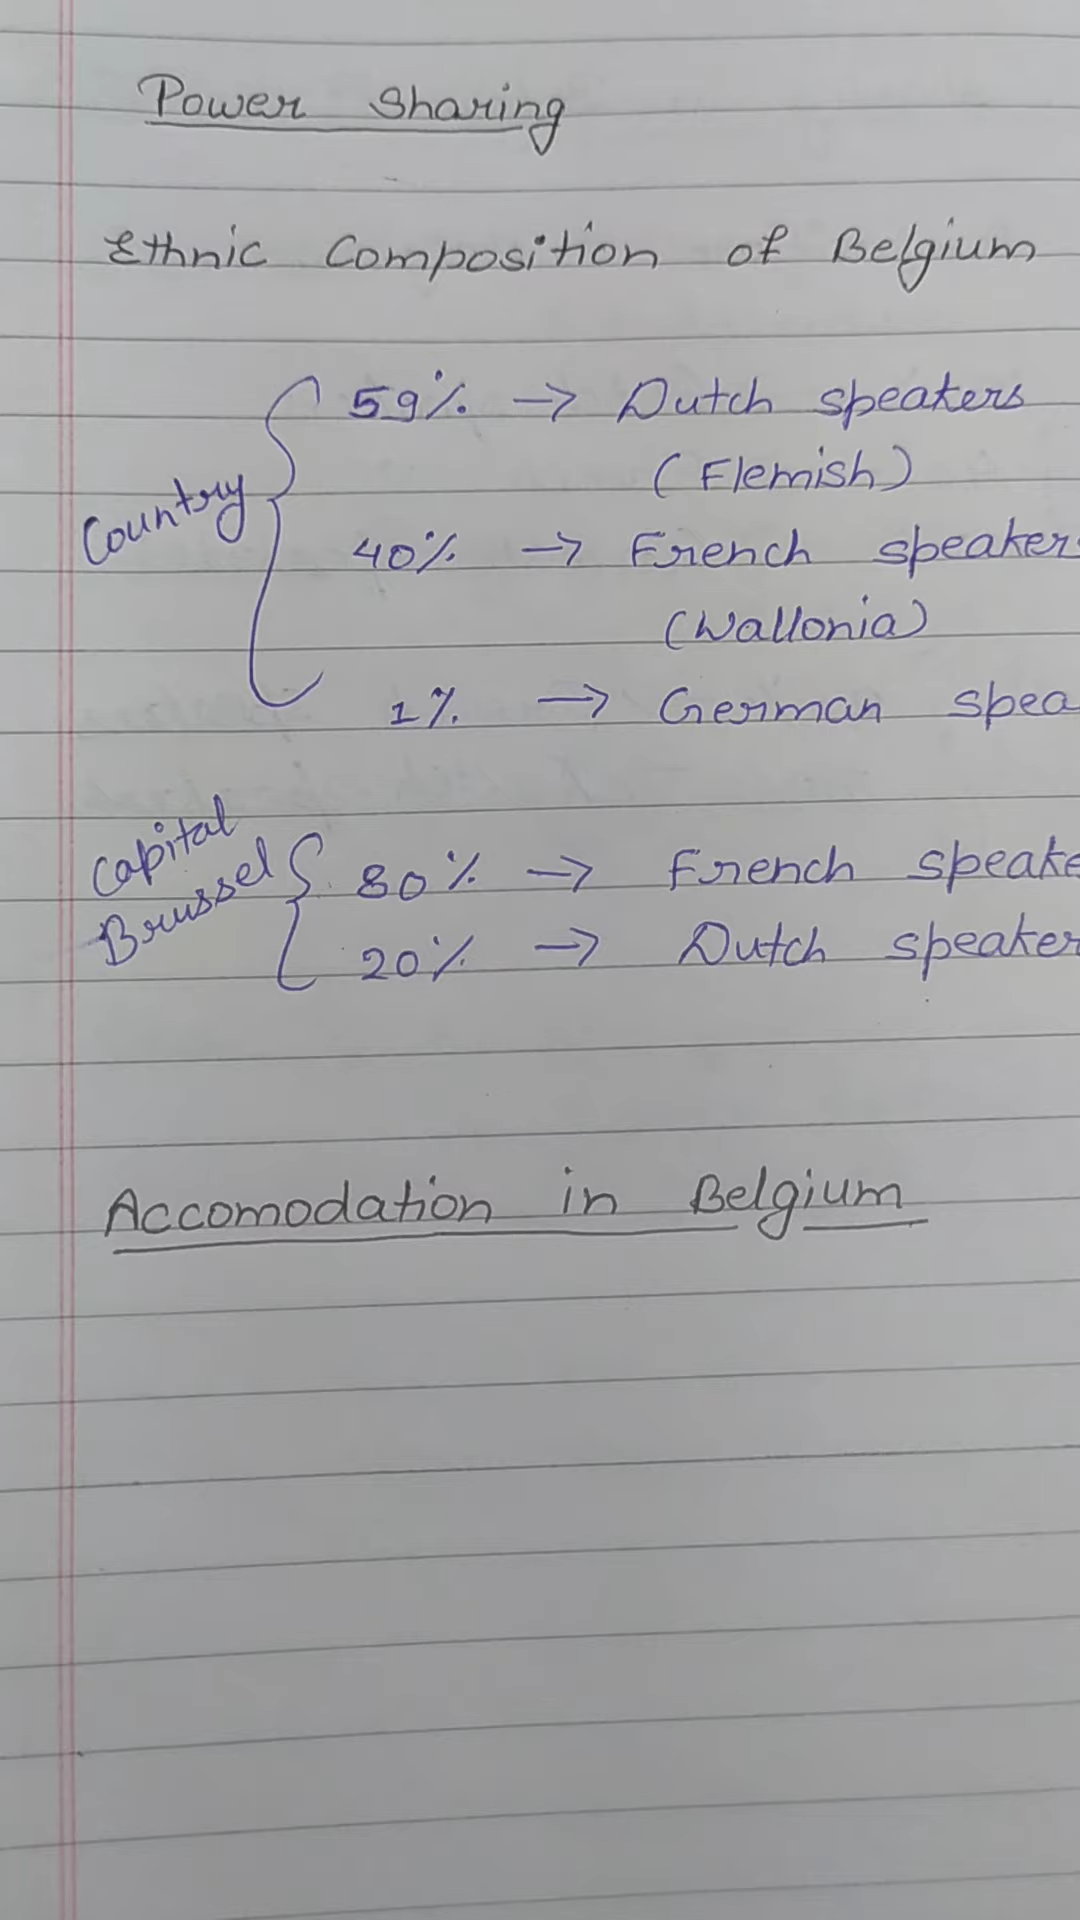 Power Sharing
Ethnic Composition of Belgium
Country
59% → Dutch speakers
(Flemish)
40% → French speaker
(Wallonia)
1% → German spea
Capital
Brussel
80% → French speake
20% → Dutch speaker
Accomodation in Belgium